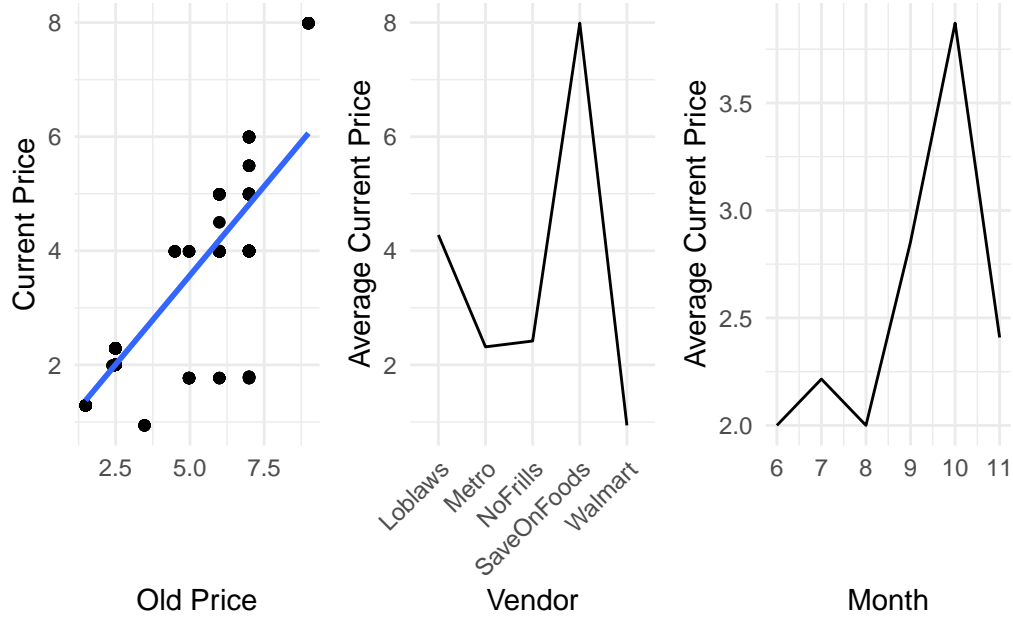 Current Price
8
6
4
2
2.5
5.0
7.5
Old Price
Average Current Price
8
6
4
2
Loblaws
Metro
NoFrills
SaveOnFoods
Walmart
Vendor
Average Current Price
3.5
3.0
2.5
2.0
6
7
8
9
10
11
Month